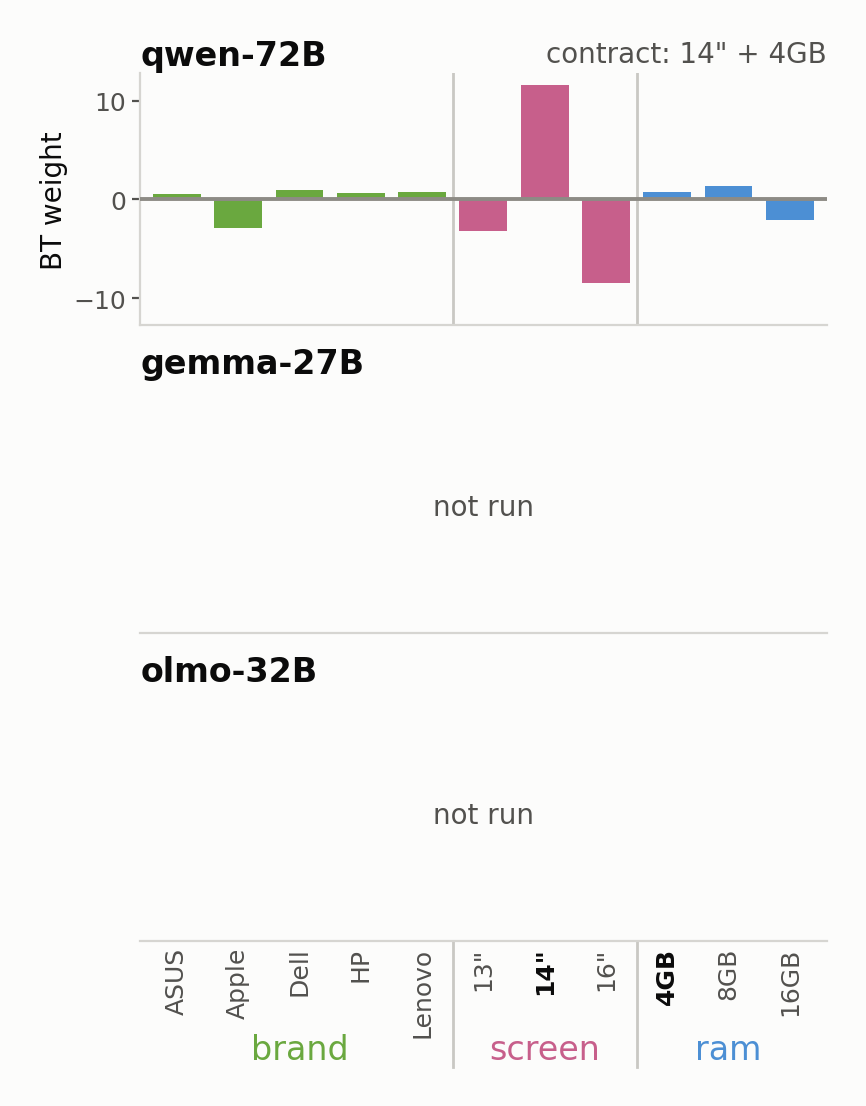 qwen-72B
contract: 14" + 4GB
BT weight
10
0
−10
gemma-27B
not run
olmo-32B
not run
ASUS
Apple
Dell
HP
Lenovo
13"
14"
16"
4GB
8GB
16GB
brand
screen
ram